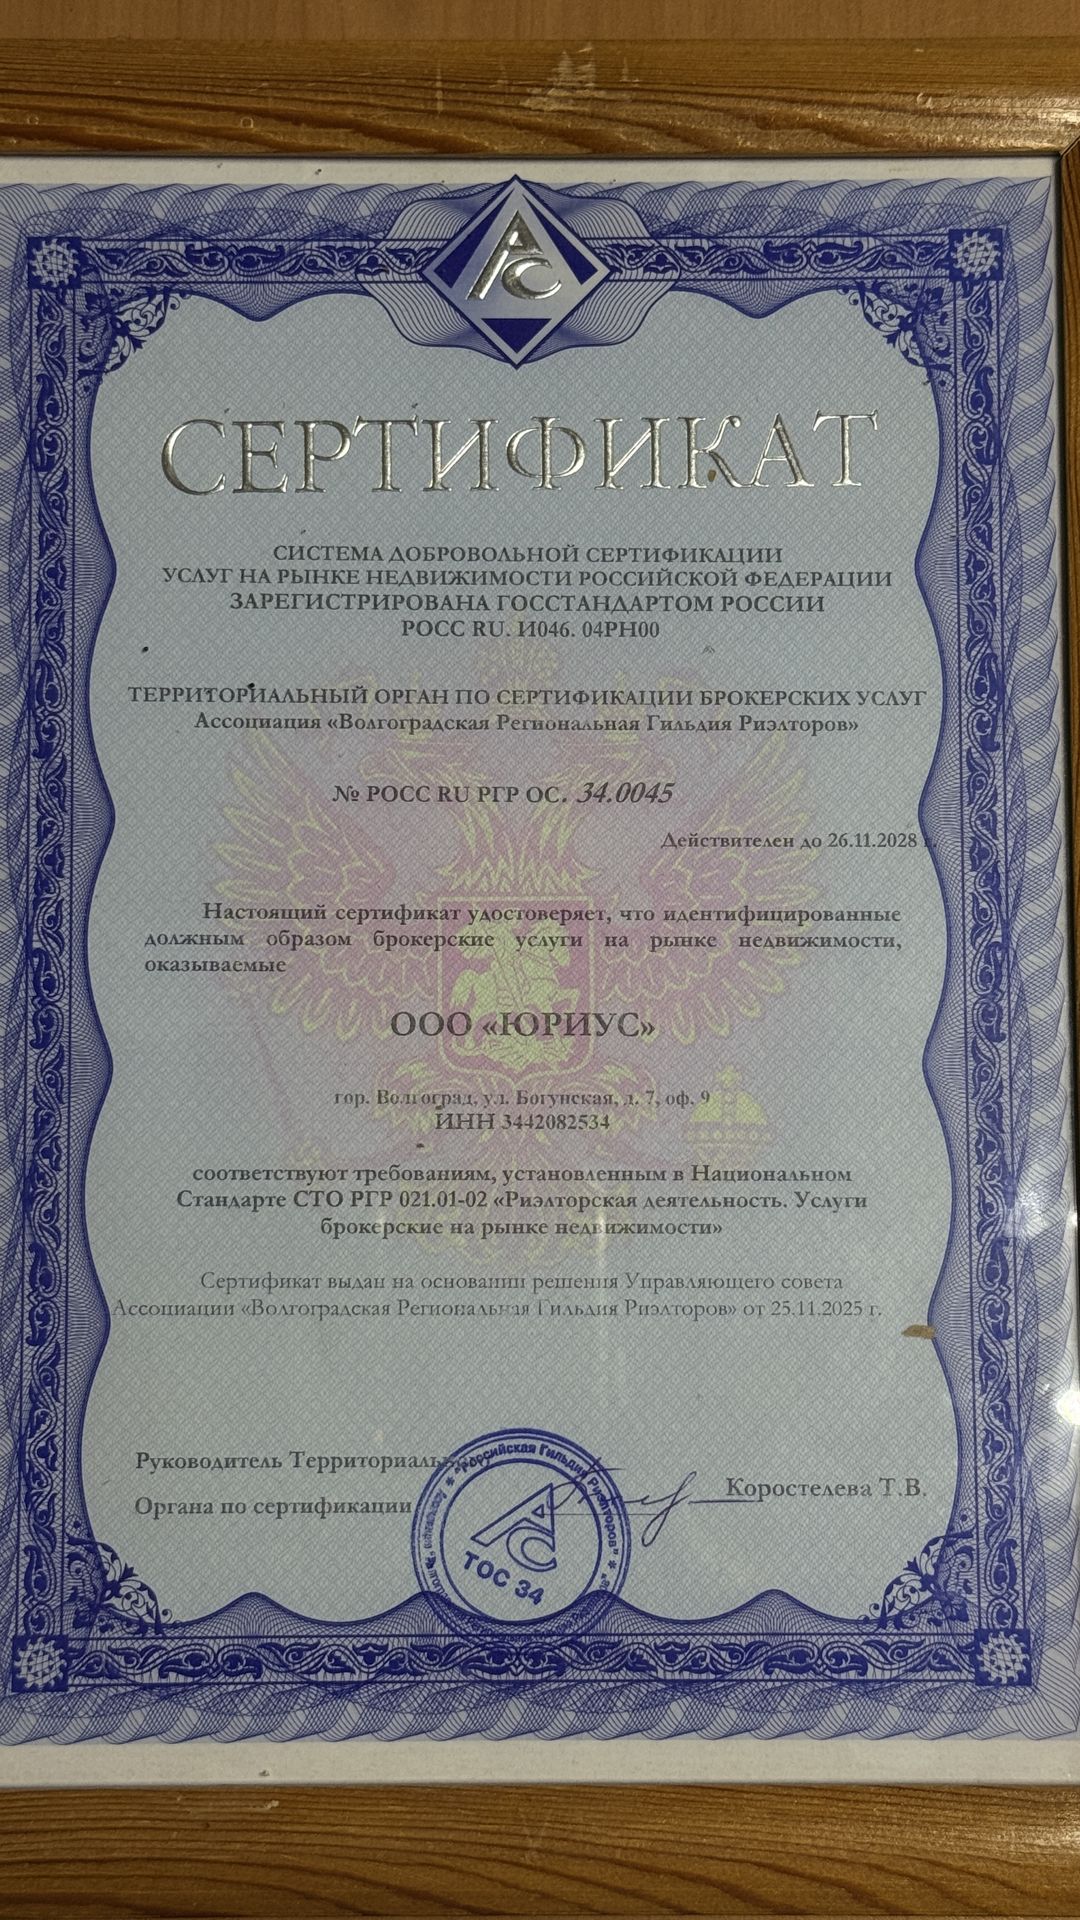 АС
СЕРТИФИКАТ
СИСТЕМА ДОБРОВОЛЬНОЙ СЕРТИФИКАЦИИ
УСЛУГ НА РЫНКЕ НЕДВИЖИМОСТИ РОССИЙСКОЙ ФЕДЕРАЦИИ
ЗАРЕГИСТРИРОВАНА ГОССТАНДАРТОМ РОССИИ
РОСС RU. И046. 04РН00
ТЕРРИТОРИАЛЬНЫЙ ОРГАН ПО СЕРТИФИКАЦИИ БРОКЕРСКИХ УСЛУГ
Ассоциация «Волгоградская Региональная Гильдия Риэлторов»
№ РОСС RU РГР ОС. 34.0045
Действителен до 26.11.2028 г.
Настоящий сертификат удостоверяет, что идентифицированные
должным образом брокерские услуги на рынке недвижимости,
оказываемые
ООО «ЮРИУС»
гор. Волгоград, ул. Богунская, д. 7, оф. 9
ИНН 3442082534
соответствуют требованиям, установленным в Национальном
Стандарте СТО РГР 021.01-02 «Риэлторская деятельность. Услуги
брокерские на рынке недвижимости»
Сертификат выдан на основании решения Управляющего совета
Ассоциации «Волгоградская Региональная Гильдия Риэлторов» от 25.11.2025 г.
Руководитель Территориального
Органа по сертификации
Коростелева Т.В.
"Российская Гильдия Риэлторов"
АС
ТОС 34